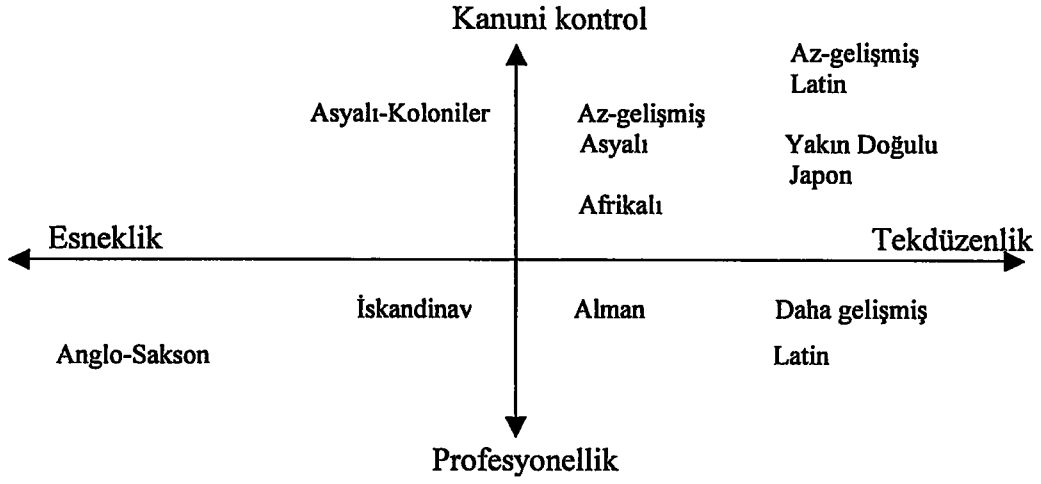 Kanuni kontrol
Az-gelişmiş
Latin
Asyalı-Koloniler
Az-gelişmiş
Asyalı
Yakın Doğulu
Japon
Afrikalı
Esneklik
Tekdüzenlik
İskandinav
Alman
Daha gelişmiş
Latin
Anglo-Sakson
Profesyonellik